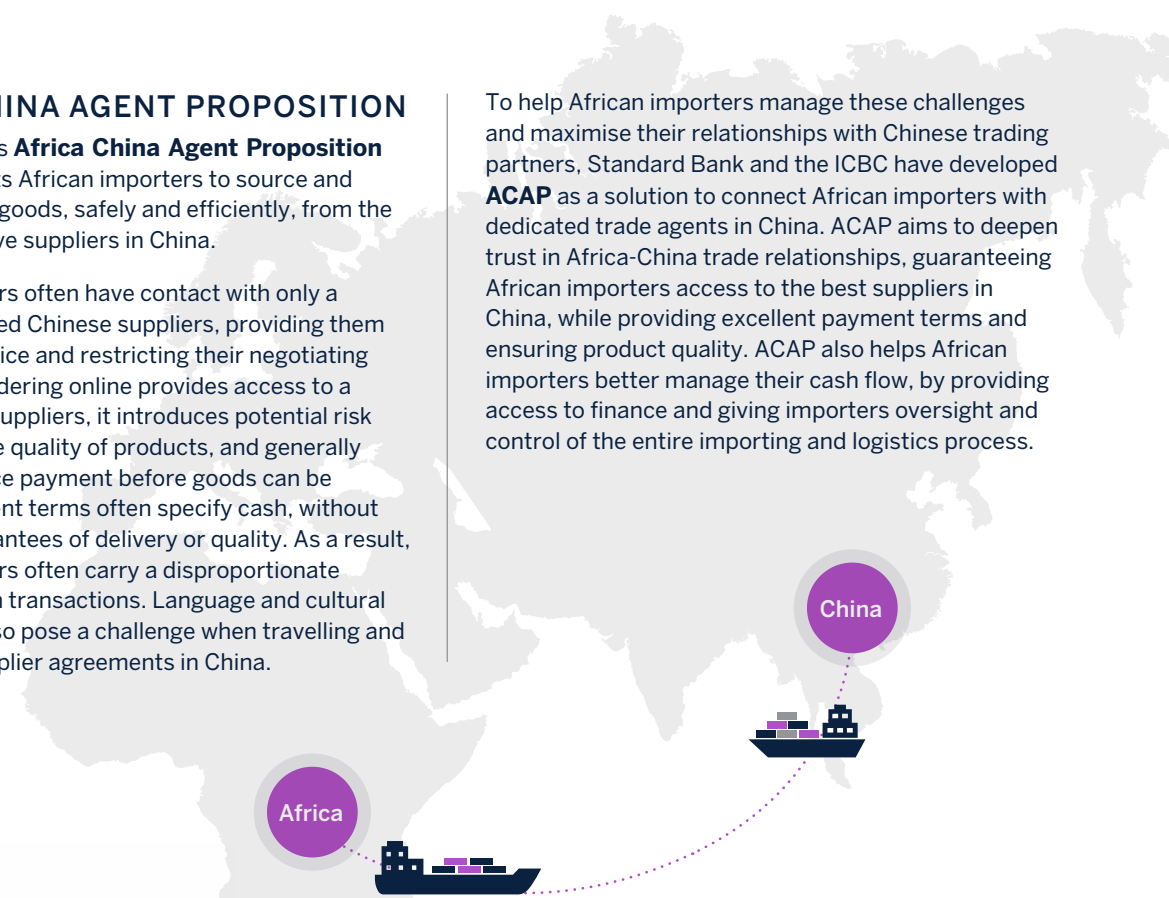 INA AGENT PROPOSITION
s Africa China Agent Proposition
ts African importers to source and
goods, safely and efficiently, from the
ve suppliers in China.
rs often have contact with only a
ed Chinese suppliers, providing them
ice and restricting their negotiating
dering online provides access to a
uppliers, it introduces potential risk
e quality of products, and generally
ce payment before goods can be
ent terms often specify cash, without
antees of delivery or quality. As a result,
rs often carry a disproportionate
n transactions. Language and cultural
so pose a challenge when travelling and
plier agreements in China.
To help African importers manage these challenges
and maximise their relationships with Chinese trading
partners, Standard Bank and the ICBC have developed
ACAP as a solution to connect African importers with
dedicated trade agents in China. ACAP aims to deepen
trust in Africa-China trade relationships, guaranteeing
African importers access to the best suppliers in
China, while providing excellent payment terms and
ensuring product quality. ACAP also helps African
importers better manage their cash flow, by providing
access to finance and giving importers oversight and
control of the entire importing and logistics process.
China
Africa